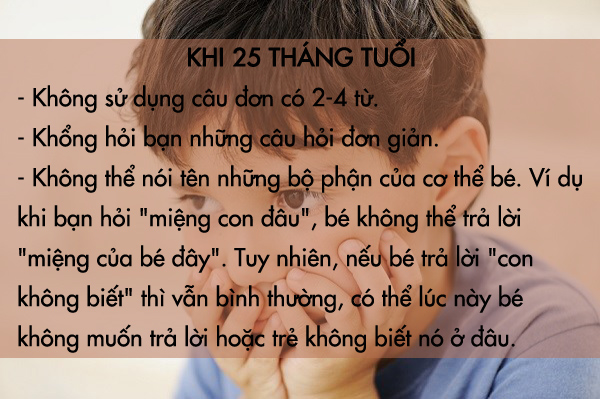 KHI 25 THÁNG TUỔI
- Không sử dụng câu đơn có 2-4 từ.
- Khổng hỏi bạn những câu hỏi đơn giản.
- Không thể nói tên những bộ phận của cơ thể bé. Ví dụ
khi bạn hỏi "miệng con đâu", bé không thể trả lời
"miệng của bé đây". Tuy nhiên, nếu bé trả lời "con
không biết" thì vẫn bình thường, có thể lúc này bé
không muốn trả lời hoặc trẻ không biết nó ở đâu.